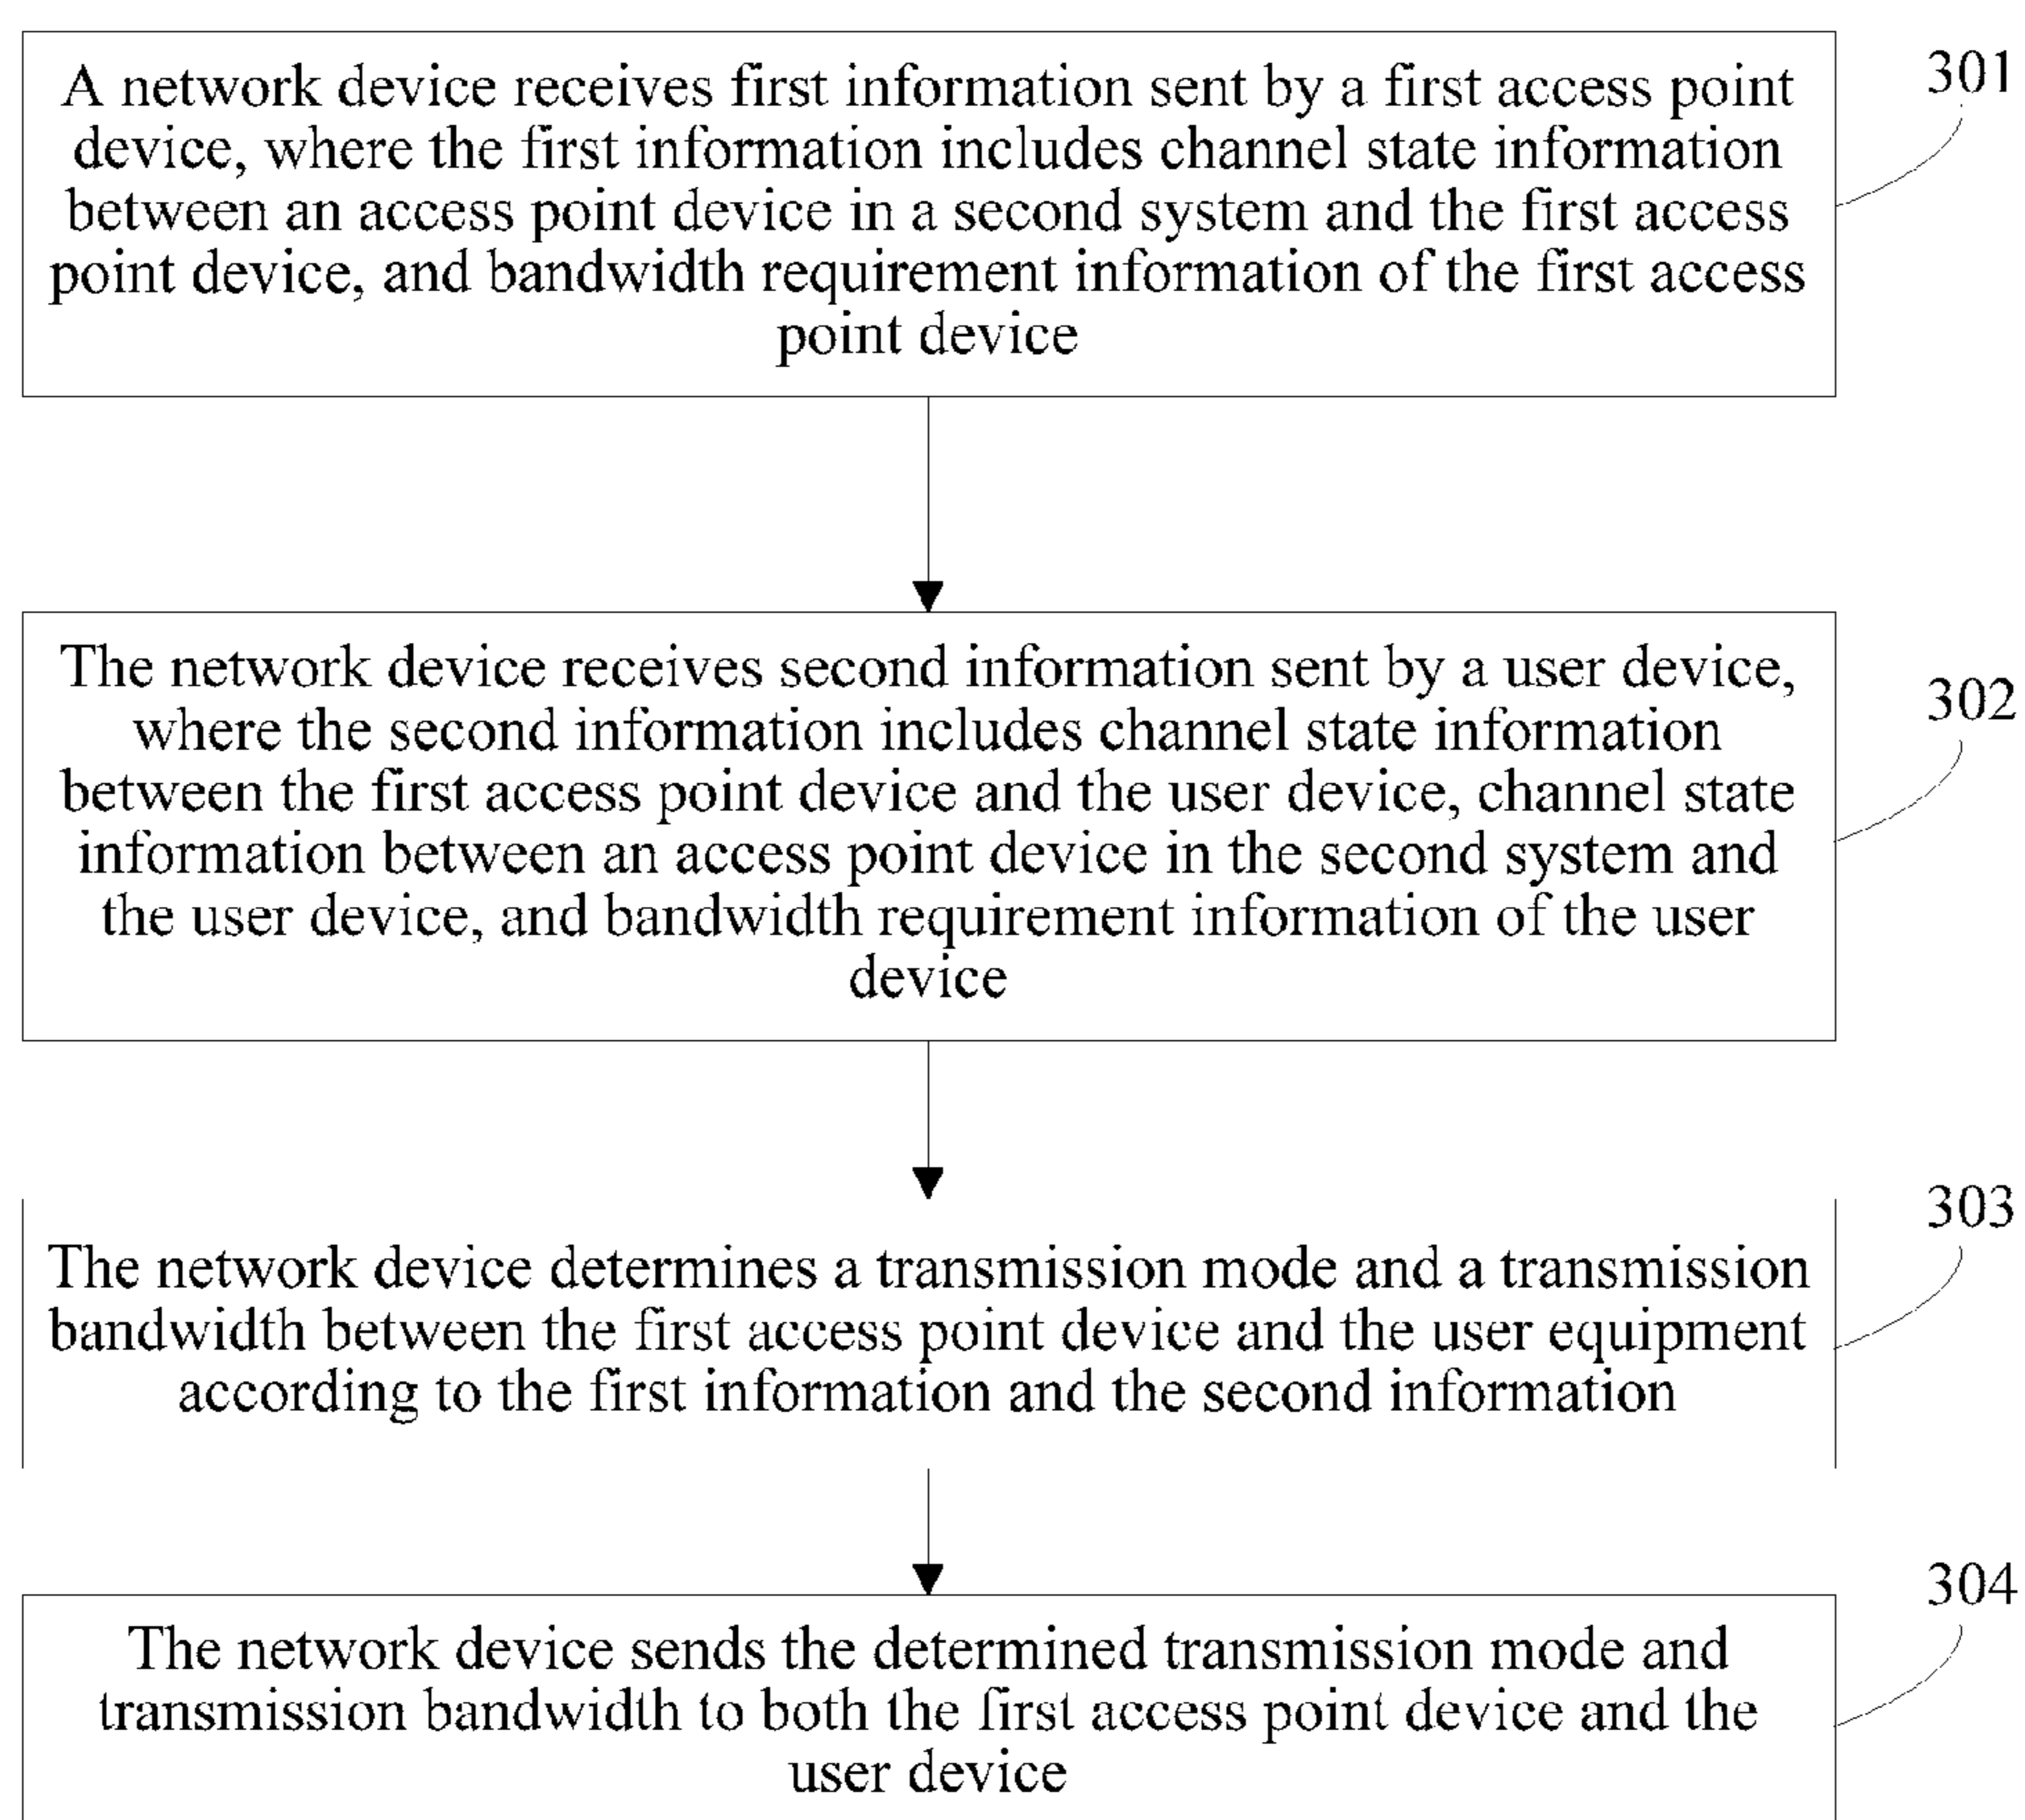 A network device receives first information sent by a first access point
device, where the first information includes channel state information
between an access point device in a second system and the first access
point device, and bandwidth requirement information of the first access
point device
301
The network device receives second information sent by a user device,
where the second information includes channel state information
between the first access point device and the user device, channel state
information between an access point device in the second system and
the user device, and bandwidth requirement information of the user
device
302
The network device determines a transmission mode and a transmission
bandwidth between the first access point device and the user equipment
according to the first information and the second information
303
The network device sends the determined transmission mode and
transmission bandwidth to both the first access point device and the
user device
304